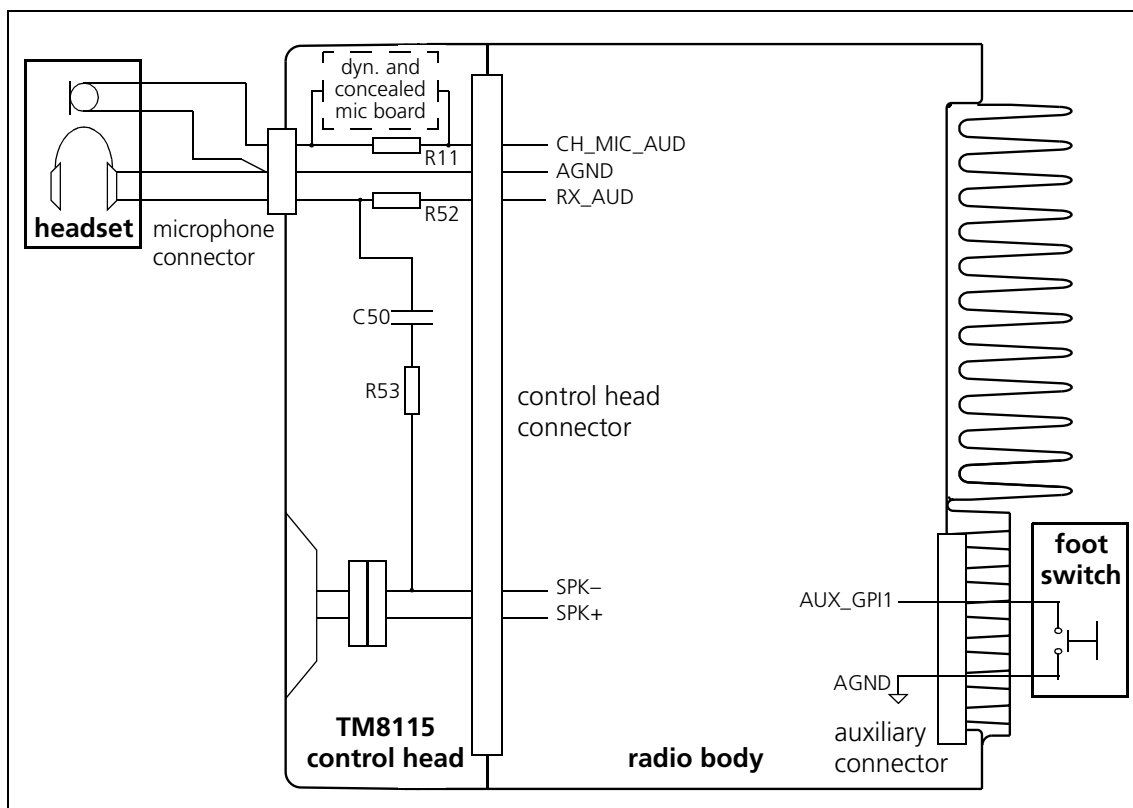 dyn. and
concealed
mic board
R11
CH_MIC_AUD
AGND
RX_AUD
R52
headset
microphone
connector
C50
R53
control head
connector
SPK–
SPK+
foot
switch
AUX_GPI1
AGND
auxiliary
connector
TM8115
control head
radio body